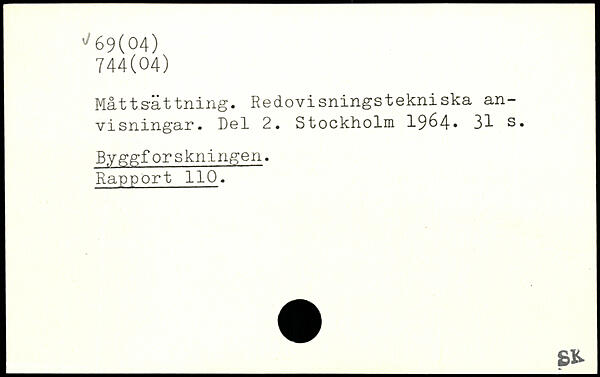 √69(04)
744(04)
Måttsättning. Redovisningstekniska an-
visningar. Del 2. Stockholm 1964. 31 s.
Byggforskningen.
Rapport 110.
SK